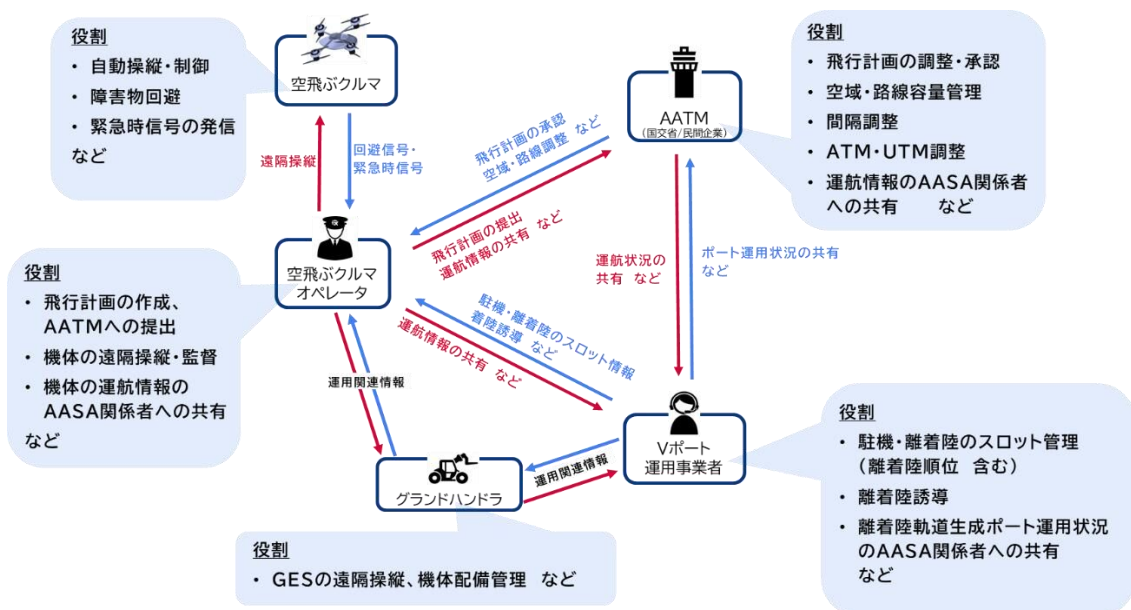 役割
・ 自動操縦・制御
・ 障害物回避
・ 緊急時信号の発信
など
空飛ぶクルマ
遠隔操縦
回避信号・
緊急時信号
飛行計画の承認
空域・路線調整 など
飛行計画の提出
運航情報の共有 など
AATM
(国交省/民間企業)
役割
・ 飛行計画の調整・承認
・ 空域・路線容量管理
・ 間隔調整
・ ATM・UTM調整
・ 運航情報のAASA関係者
への共有 など
空飛ぶクルマ
オペレータ
役割
・ 飛行計画の作成、
AATMへの提出
・ 機体の遠隔操縦・監督
・ 機体の運航情報の
AASA関係者への共有
など
運航状況の
共有 など
ポート運用状況の共有
など
駐機・離着陸のスロット情報
着陸誘導 など
運航情報の共有 など
運用関連情報
運用関連情報
Vポート
運用事業者
役割
・ 駐機・離着陸のスロット管理
（離着陸順位 含む）
・ 離着陸誘導
・ 離着陸軌道生成ポート運用状況
のAASA関係者への共有
など
グランドハンドラ
役割
・ GESの遠隔操縦、機体配備管理 など